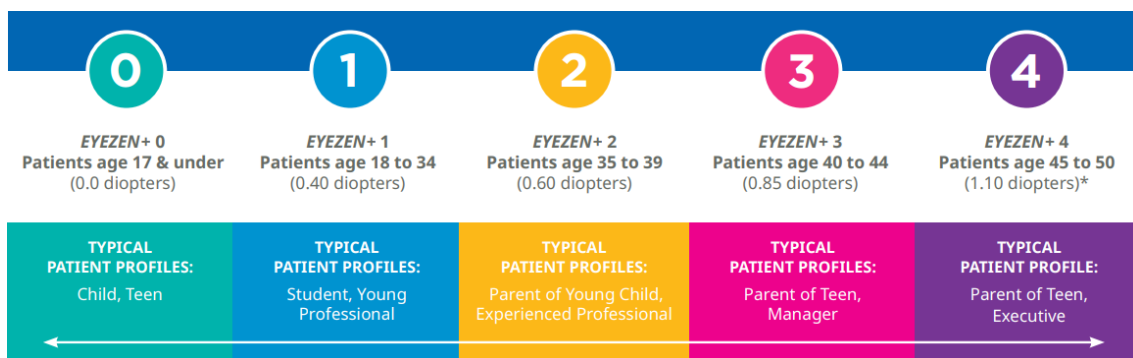 0
EYEZEN+ 0
Patients age 17 & under
(0.0 diopters)
TYPICAL
PATIENT PROFILES:
Child, Teen
1
EYEZEN+ 1
Patients age 18 to 34
(0.40 diopters)
TYPICAL
PATIENT PROFILES:
Student, Young
Professional
2
EYEZEN+ 2
Patients age 35 to 39
(0.60 diopters)
TYPICAL
PATIENT PROFILES:
Parent of Young Child,
Experienced Professional
3
EYEZEN+ 3
Patients age 40 to 44
(0.85 diopters)
TYPICAL
PATIENT PROFILES:
Parent of Teen,
Manager
4
EYEZEN+ 4
Patients age 45 to 50
(1.10 diopters)*
TYPICAL
PATIENT PROFILE:
Parent of Teen,
Executive